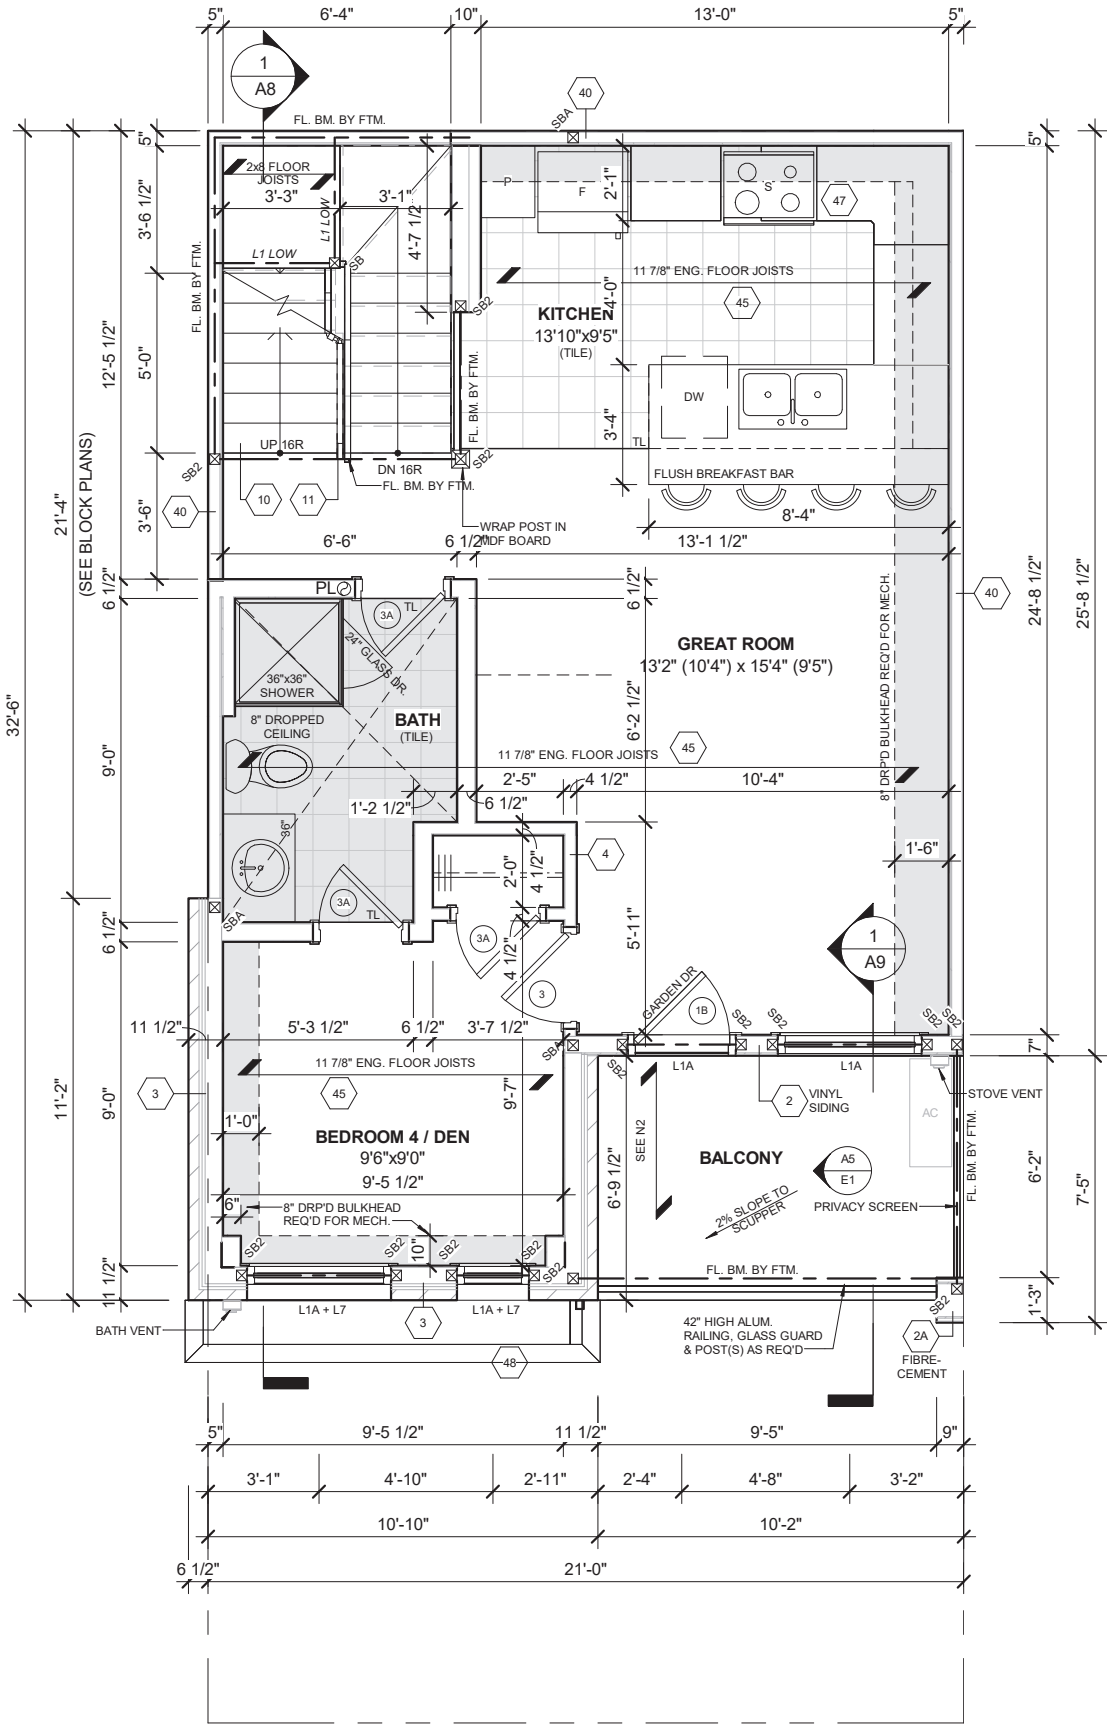 5" 6'-4" 10" 13'-0" 5"
1
A8
FL. BM. BY FTM.
SBA
40
5"
5"
2x8 FLOOR
JOISTS
3'-3"
3'-1"
L1 LOW
L1 LOW
4'-7 1/2"
3'-6 1/2"
P
F
2'-1"
S
47
SB
FL. BM. BY FTM.
11 7/8" ENG. FLOOR JOISTS
45
SB2
KITCHEN
13'10"x9'5"
(TILE)
4'-0"
12'-5 1/2"
5'-0"
FL. BM. BY FTM.
DW
3'-4"
TL
UP 16R
DN 16R
SB2
SB2
FL. BM. BY FTM.
FLUSH BREAKFAST BAR
10
11
40
21'-4"
(SEE BLOCK PLANS)
3'-6"
WRAP POST IN
MDF BOARD
8'-4"
6'-6"
6 1/2"
13'-1 1/2"
6 1/2"
PL
3A
TL
6 1/2"
40
24'-8 1/2"
25'-8 1/2"
24" GLASS DR.
36"x36"
SHOWER
GREAT ROOM
13'2" (10'4") x 15'4" (9'5")
8" DRP'D BULKHEAD REQ'D FOR MECH.
8" DROPPED
CEILING
BATH
(TILE)
6'-2 1/2"
32'-6"
9'-0"
11 7/8" ENG. FLOOR JOISTS
45
2'-5"
4 1/2"
10'-4"
1'-2 1/2"
6 1/2"
36"
2'-0"
4 1/2"
4
1'-6"
3A
TL
SBA
6 1/2"
3A
4 1/2"
5'-11"
1
A9
3
GARDEN DR
1B
SB2
SB2
SB2
SB2
11 1/2"
5'-3 1/2"
6 1/2"
3'-7 1/2"
SBA
7"
11 7/8" ENG. FLOOR JOISTS
SB2
L1A
L1A
11'-2"
3
9'-0"
45
9'-7"
2
VINYL
SIDING
STOVE VENT
AC
1'-0"
BEDROOM 4 / DEN
9'6"x9'0"
9'-5 1/2"
SEE N2
BALCONY
A5
E1
FL. BM. BY FTM.
6'-2"
7'-5"
6'-9 1/2"
6"
8" DRP'D BULKHEAD
REQ'D FOR MECH.
2% SLOPE TO
SCUPPER
PRIVACY SCREEN
10"
SB2
SB2
SB2
SB2
SB2
FL. BM. BY FTM.
11 1/2"
L1A + L7
L1A + L7
SB2
1'-3"
BATH VENT
3
42" HIGH ALUM.
RAILING, GLASS GUARD
& POST(S) AS REQ'D
2A
FIBRE-
CEMENT
48
5" 9'-5 1/2" 11 1/2" 9'-5" 9"
3'-1" 4'-10" 2'-11" 2'-4" 4'-8" 3'-2"
10'-10" 10'-2"
6 1/2" 21'-0"